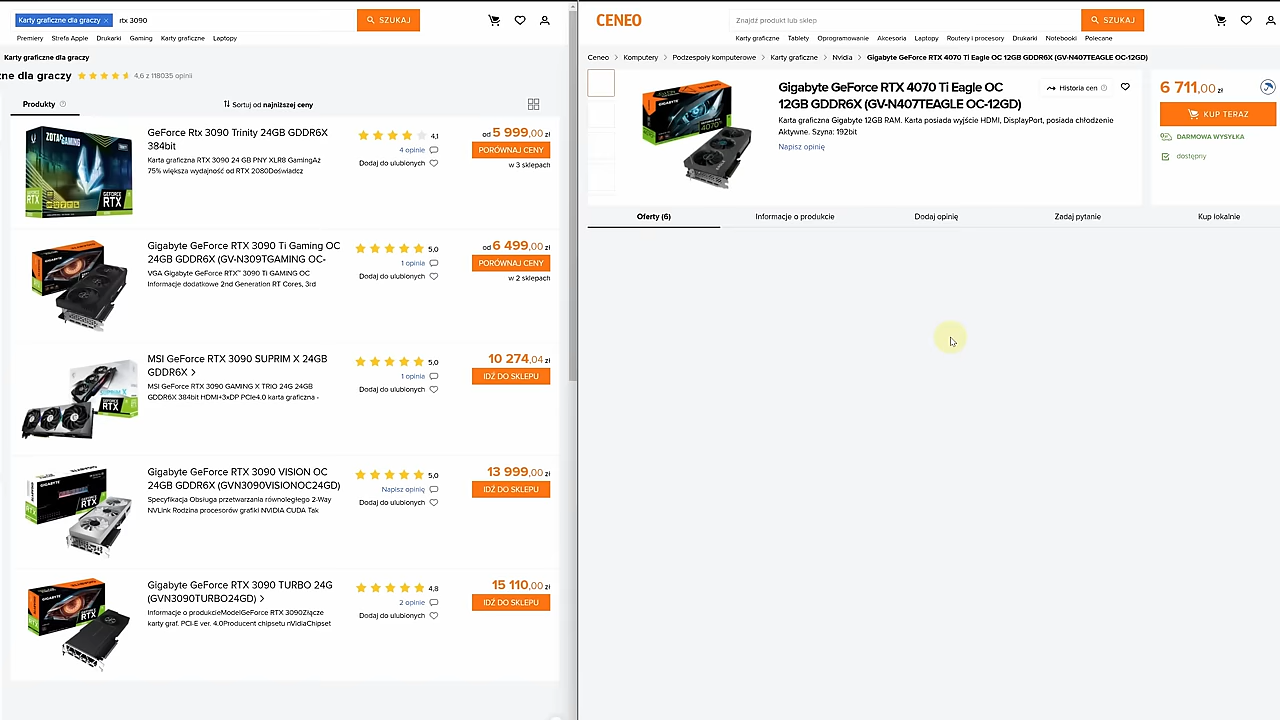 Karty graficzne dla graczy ×
rtx 3090
SZUKAJ
Premiery
Strefa Apple
Drukarki
Gaming
Karty graficzne
Laptopy
Karty graficzne dla graczy
zne dla graczy
4,6 z 118035 opinii
Produkty
Sortuj od najniższej ceny
GeForce Rtx 3090 Trinity 24GB GDDR6X
384bit
Karta graficzna RTX 3090 24 GB PNY XLR8 GamingAż
75% większa wydajność od RTX 2080Doświadcz
4,1
4 opinie
Dodaj do ulubionych
od 5 999,00 zł
PORÓWNAJ CENY
w 3 sklepach
Gigabyte GeForce RTX 3090 Ti Gaming OC
24GB GDDR6X (GV-N309TGAMING OC-
VGA Gigabyte GeForce RTX™ 3090 Ti GAMING OC
Informacje dodatkowe 2nd Generation RT Cores, 3rd
5,0
1 opinia
Dodaj do ulubionych
od 6 499,00 zł
PORÓWNAJ CENY
w 2 sklepach
MSI GeForce RTX 3090 SUPRIM X 24GB
GDDR6X >
MSI GeForce RTX 3090 GAMING X TRIO 24G 24GB
GDDR6X 384bit HDMI+3xDP PCIe4.0 karta graficzna -
5,0
1 opinia
Dodaj do ulubionych
10 274,04 zł
IDŹ DO SKLEPU
Gigabyte GeForce RTX 3090 VISION OC
24GB GDDR6X (GVN3090VISIONOC24GD)
Specyfikacja Obsługa przetwarzania równoległego 2-Way
NVLink Rodzina procesorów grafiki NVIDIA CUDA Tak
5,0
Napisz opinię
Dodaj do ulubionych
13 999,00 zł
IDŹ DO SKLEPU
Gigabyte GeForce RTX 3090 TURBO 24G
(GVN3090TURBO24GD) >
Informacje o produkcieModelGeForce RTX 3090Złącze
karty graf. PCI-E ver. 4.0Producent chipsetu nVidiaChipset
4,8
2 opinie
Dodaj do ulubionych
15 110,00 zł
IDŹ DO SKLEPU
CENEO
Znajdź produkt lub sklep
SZUKAJ
Karty graficzne
Tablety
Oprogramowanie
Akcesoria
Laptopy
Routery i procesory
Drukarki
Notebooki
Polecane
Ceneo > Komputery > Podzespoły komputerowe > Karty graficzne > Nvidia > Gigabyte GeForce RTX 4070 Ti Eagle OC 12GB GDDR6X (GV-N407TEAGLE OC-12GD)
Gigabyte GeForce RTX 4070 Ti Eagle OC
12GB GDDR6X (GV-N407TEAGLE OC-12GD)
Historia cen
Karta graficzna Gigabyte 12GB RAM. Karta posiada wyjście HDMI, DisplayPort, posiada chłodzenie
Aktywne. Szyna: 192bit
Napisz opinię
6 711,00 zł
KUP TERAZ
DARMOWA WYSYŁKA
dostępny
Oferty (6)
Informacje o produkcie
Dodaj opinię
Zadaj pytanie
Kup lokalnie